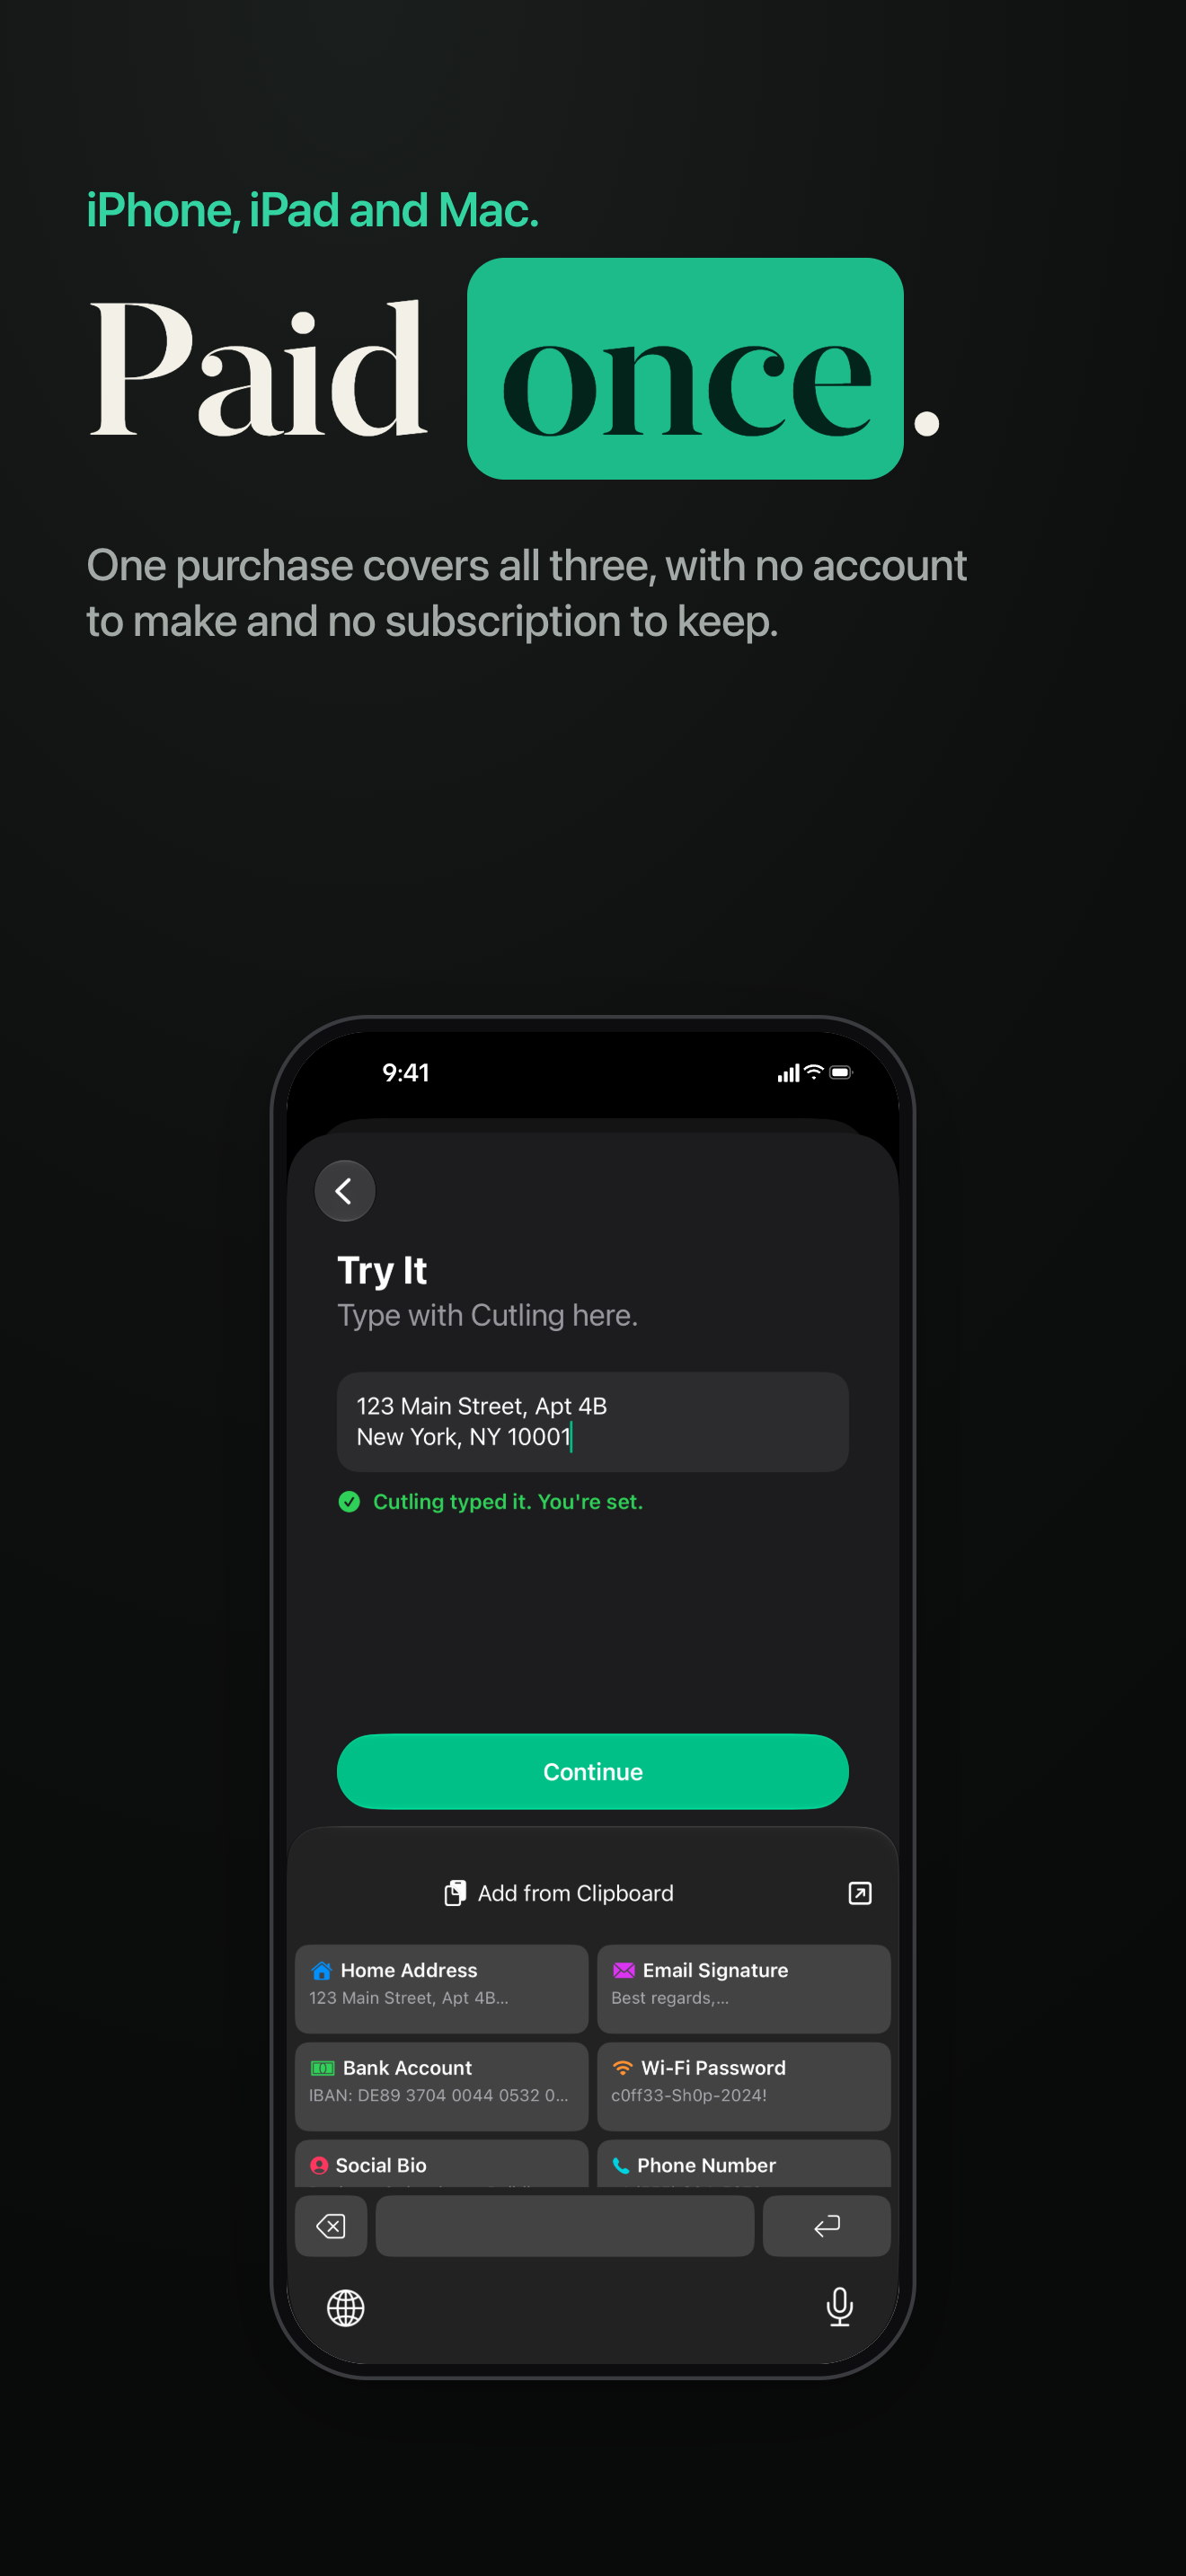 iPhone, iPad and Mac.
Paid once.
One purchase covers all three, with no account
to make and no subscription to keep.
9:41
Try It
Type with Cutling here.
123 Main Street, Apt 4B
New York, NY 10001
Cutling typed it. You're set.
Continue
Add from Clipboard
Home Address
123 Main Street, Apt 4B...
Email Signature
Best regards,...
Bank Account
IBAN: DE89 3704 0044 0532 0...
Wi-Fi Password
c0ff33-Sh0p-2024!
Social Bio
Phone Number